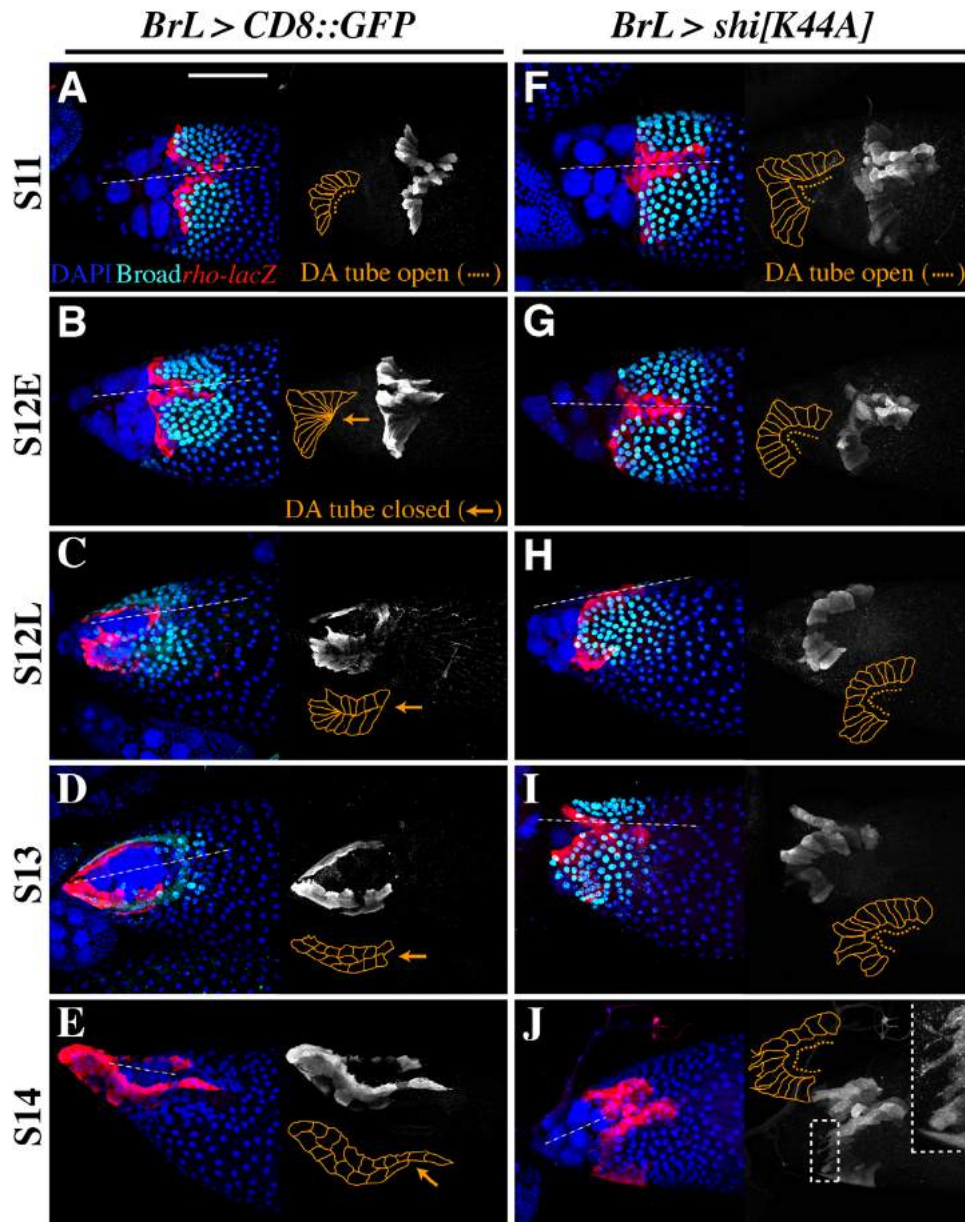 BrL > CD8::GFP
BrL > shi[K44A]
S11
A
DAPI Broad rho-lacZ
DA tube open (.....)
F
DA tube open (.....)
S12E
B
DA tube closed (←)
G
S12L
C
H
S13
D
I
S14
E
J